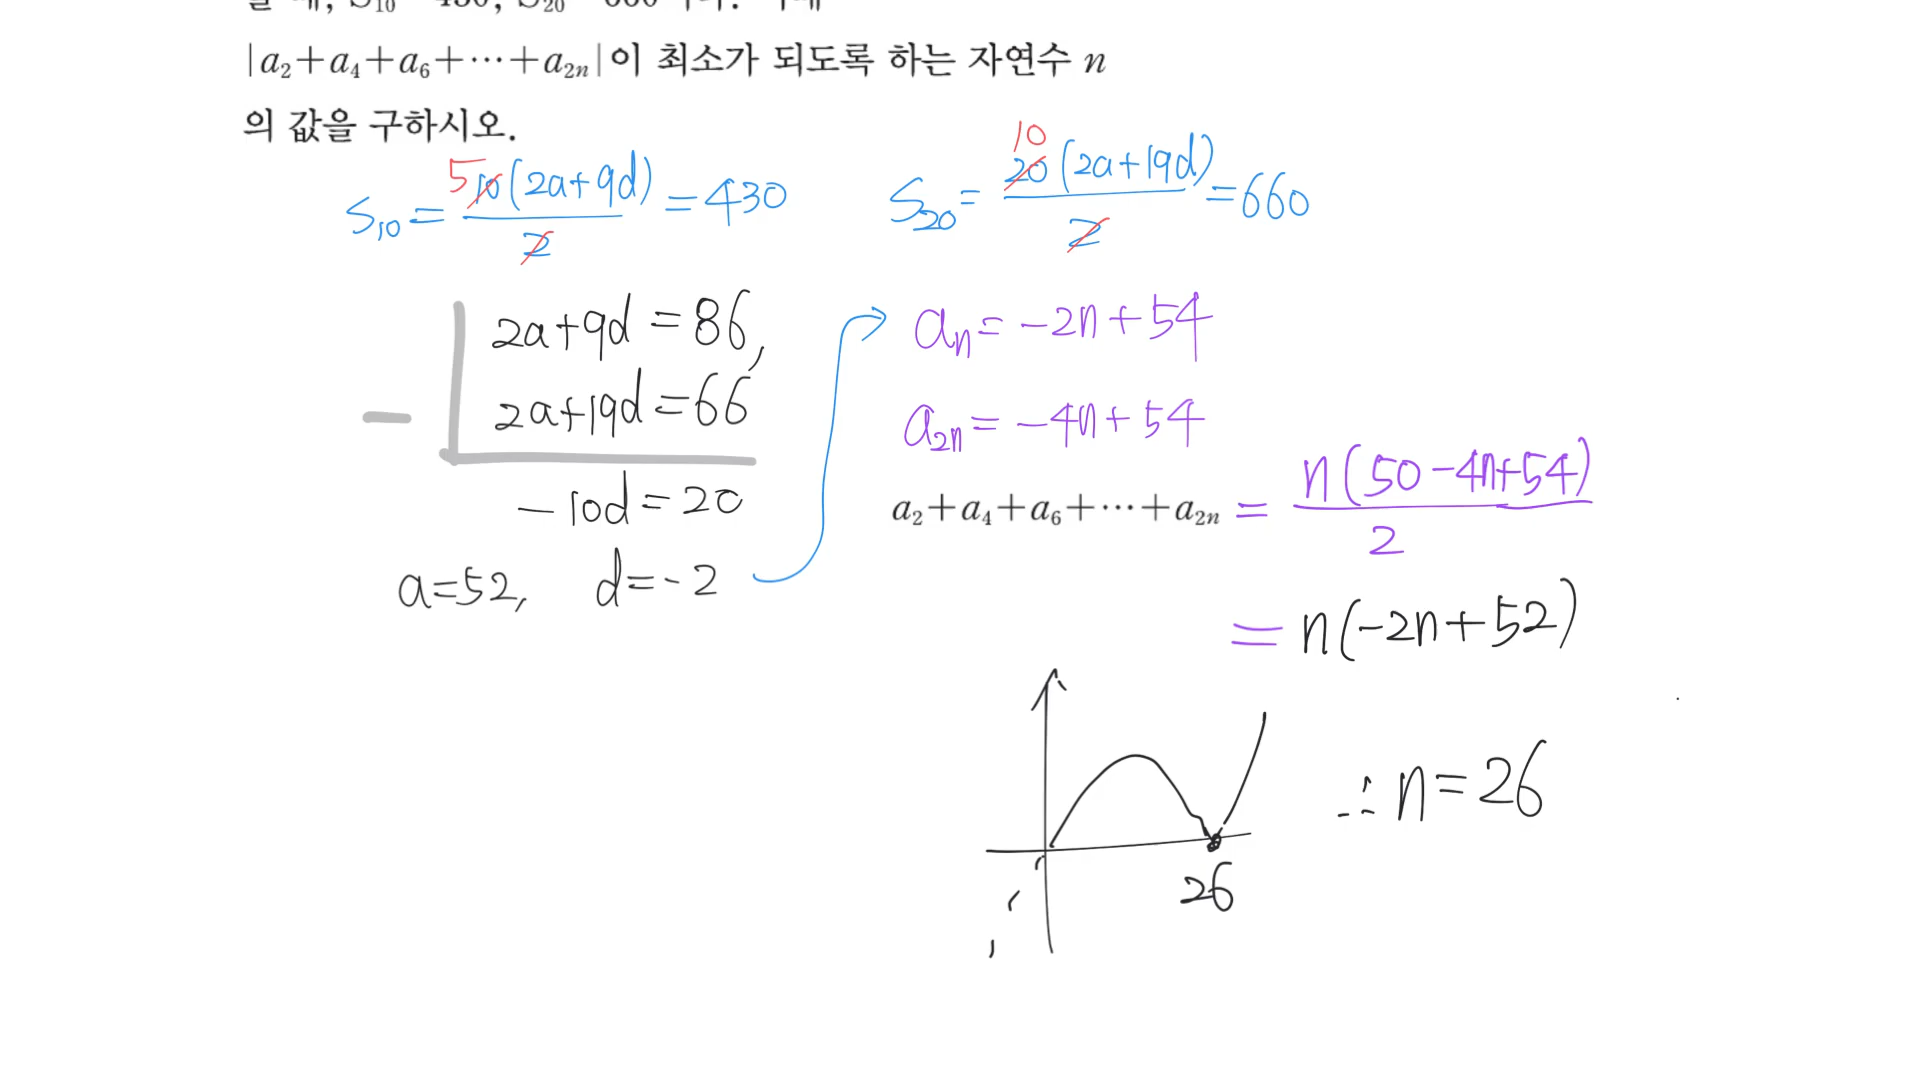 |a₂+a₄+a₆+⋯+a₂ₙ|이 최소가 되도록 하는 자연수 n
의 값을 구하시오.
S₁₀ = 5 10(2a+9d) / 2 = 430
S₂₀ = 10 20(2a+19d) / 2 = 660
2a+9d = 86,
− 2a+19d = 66
−10d = 20
a=52, d=-2
aₙ = -2n+54
a₂ₙ = -4n+54
a₂+a₄+a₆+⋯+a₂ₙ = n(50-4n+54) / 2
= n(-2n+52)
26
∴ n=26